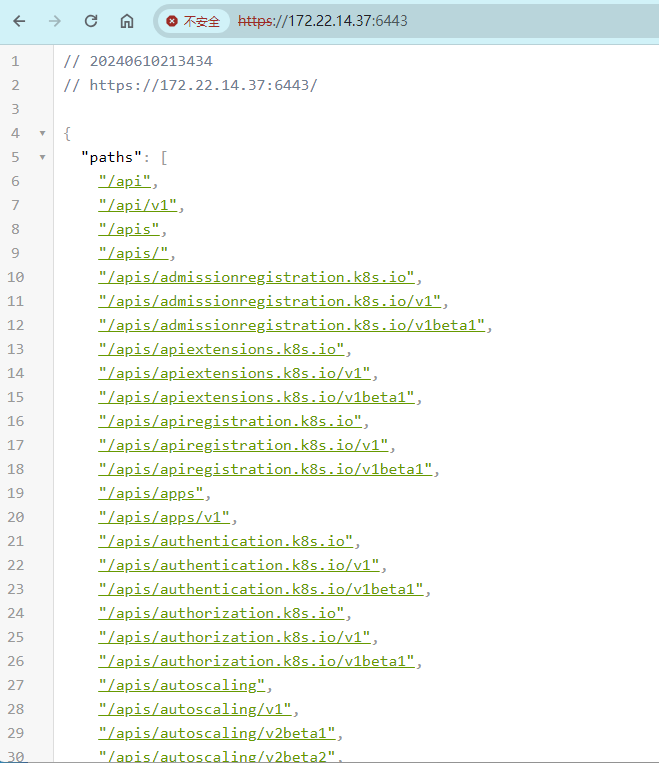 不安全 https://172.22.14.37:6443
1 // 20240610213434
2 // https://172.22.14.37:6443/
3
4 {
5 "paths": [
6 "/api",
7 "/api/v1",
8 "/apis",
9 "/apis/",
10 "/apis/admissionregistration.k8s.io",
11 "/apis/admissionregistration.k8s.io/v1",
12 "/apis/admissionregistration.k8s.io/v1beta1",
13 "/apis/apiextensions.k8s.io",
14 "/apis/apiextensions.k8s.io/v1",
15 "/apis/apiextensions.k8s.io/v1beta1",
16 "/apis/apiregistration.k8s.io",
17 "/apis/apiregistration.k8s.io/v1",
18 "/apis/apiregistration.k8s.io/v1beta1",
19 "/apis/apps",
20 "/apis/apps/v1",
21 "/apis/authentication.k8s.io",
22 "/apis/authentication.k8s.io/v1",
23 "/apis/authentication.k8s.io/v1beta1",
24 "/apis/authorization.k8s.io",
25 "/apis/authorization.k8s.io/v1",
26 "/apis/authorization.k8s.io/v1beta1",
27 "/apis/autoscaling",
28 "/apis/autoscaling/v1",
29 "/apis/autoscaling/v2beta1",
30 "/apis/autoscaling/v2beta2",